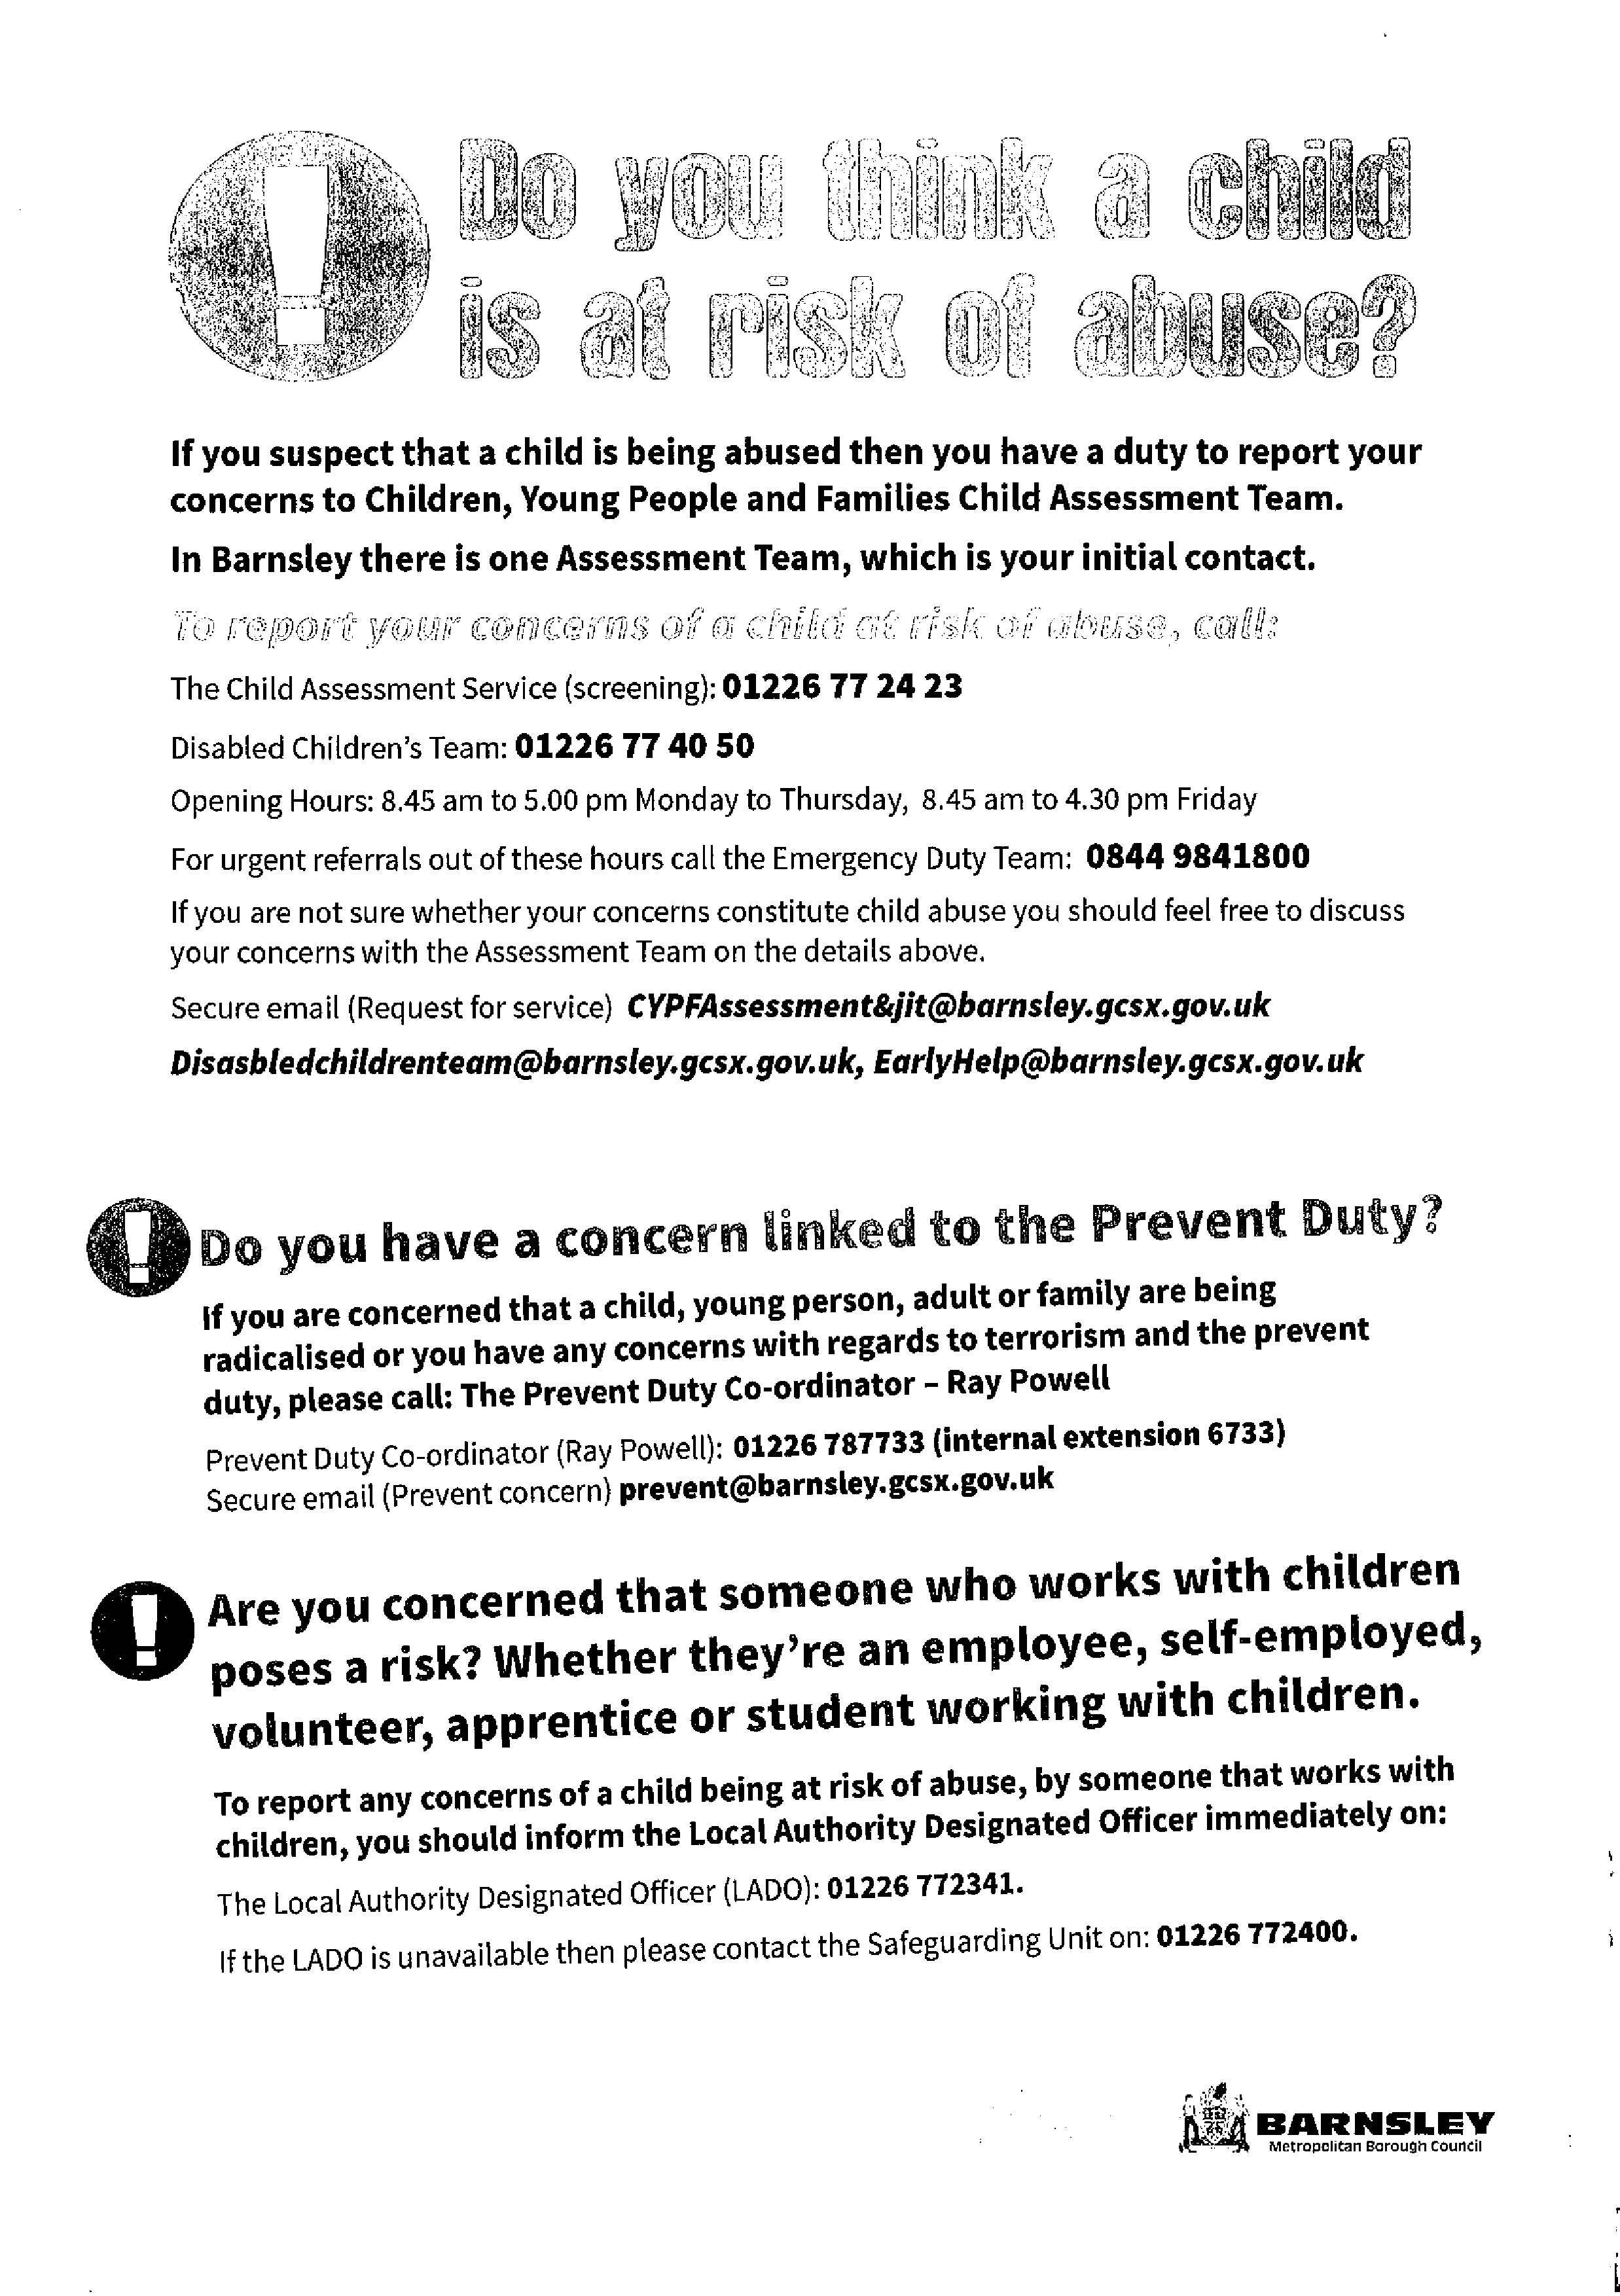 Do you think a child
is at risk of abuse?
If you suspect that a child is being abused then you have a duty to report your
concerns to Children, Young People and Families Child Assessment Team.
In Barnsley there is one Assessment Team, which is your initial contact.
To report your concerns of a child at risk of abuse, call:
The Child Assessment Service (screening): 01226 77 24 23
Disabled Children's Team: 01226 77 40 50
Opening Hours: 8.45 am to 5.00 pm Monday to Thursday, 8.45 am to 4.30 pm Friday
For urgent referrals out of these hours call the Emergency Duty Team: 0844 9841800
If you are not sure whether your concerns constitute child abuse you should feel free to discuss
your concerns with the Assessment Team on the details above.
Secure email (Request for service) CYPFAssessment&jit@barnsley.gcsx.gov.uk
Disasbledchildrenteam@barnsley.gcsx.gov.uk, EarlyHelp@barnsley.gcsx.gov.uk
Do you have a concern linked to the Prevent Duty?
If you are concerned that a child, young person, adult or family are being
radicalised or you have any concerns with regards to terrorism and the prevent
duty, please call: The Prevent Duty Co-ordinator – Ray Powell
Prevent Duty Co-ordinator (Ray Powell): 01226 787733 (internal extension 6733)
Secure email (Prevent concern) prevent@barnsley.gcsx.gov.uk
Are you concerned that someone who works with children
poses a risk? Whether they're an employee, self-employed,
volunteer, apprentice or student working with children.
To report any concerns of a child being at risk of abuse, by someone that works with
children, you should inform the Local Authority Designated Officer immediately on:
The Local Authority Designated Officer (LADO): 01226 772341.
If the LADO is unavailable then please contact the Safeguarding Unit on: 01226 772400.
BARNSLEY
Metropolitan Borough Council